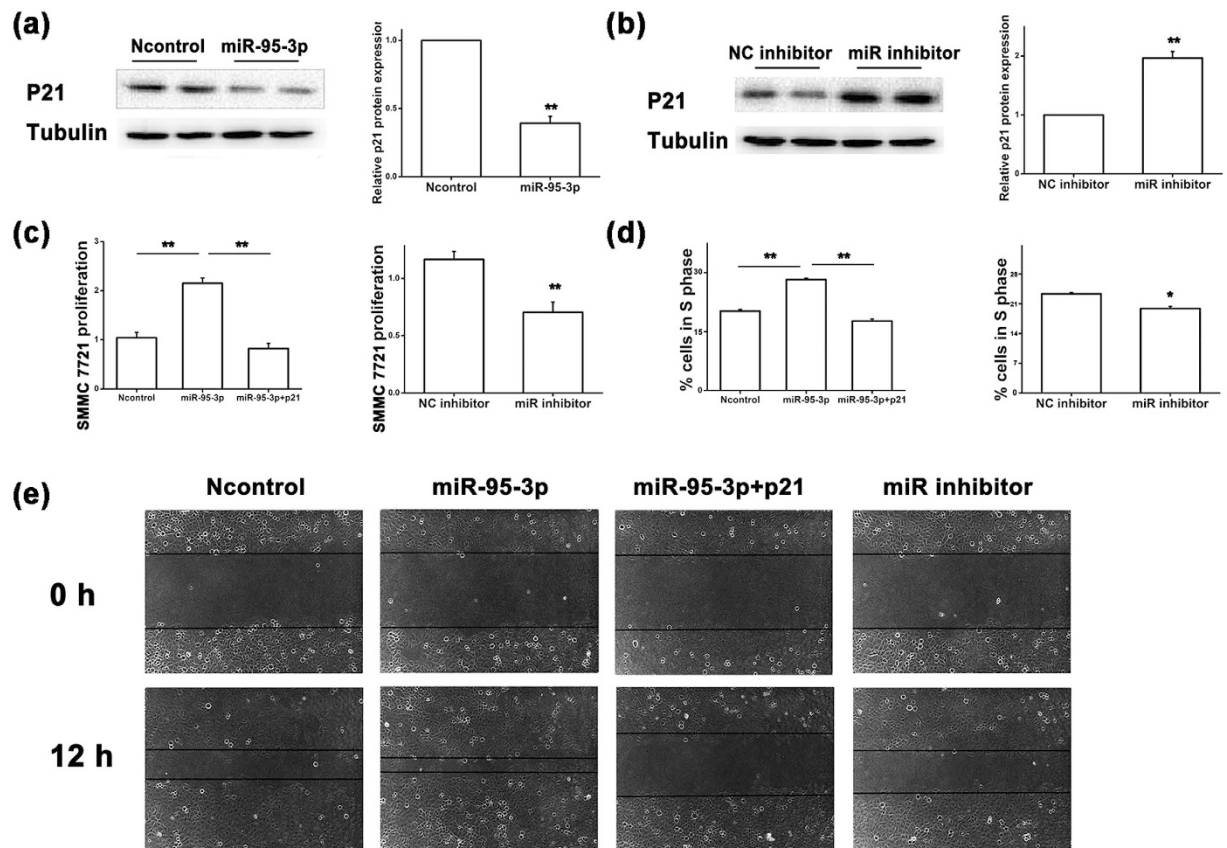 (a)
Ncontrol miR-95-3p
P21
Tubulin
Relative p21 protein expression
1.0
0.5
0.0
**
Ncontrol miR-95-3p
(b)
NC inhibitor miR inhibitor
P21
Tubulin
Relative p21 protein expression
2
1
0
**
NC inhibitor miR inhibitor
(c)
SMMC 7721 proliferation
3
2
1
0
** **
Ncontrol miR-95-3p miR-95-3p+p21
SMMC 7721 proliferation
1.0
0.5
0.0
**
NC inhibitor miR inhibitor
(d)
% cells in S phase
30
15
0
** **
Ncontrol miR-95-3p miR-95-3p+p21
% cells in S phase
28
21
14
7
0
*
NC inhibitor miR inhibitor
(e)
Ncontrol miR-95-3p miR-95-3p+p21 miR inhibitor
0 h
12 h